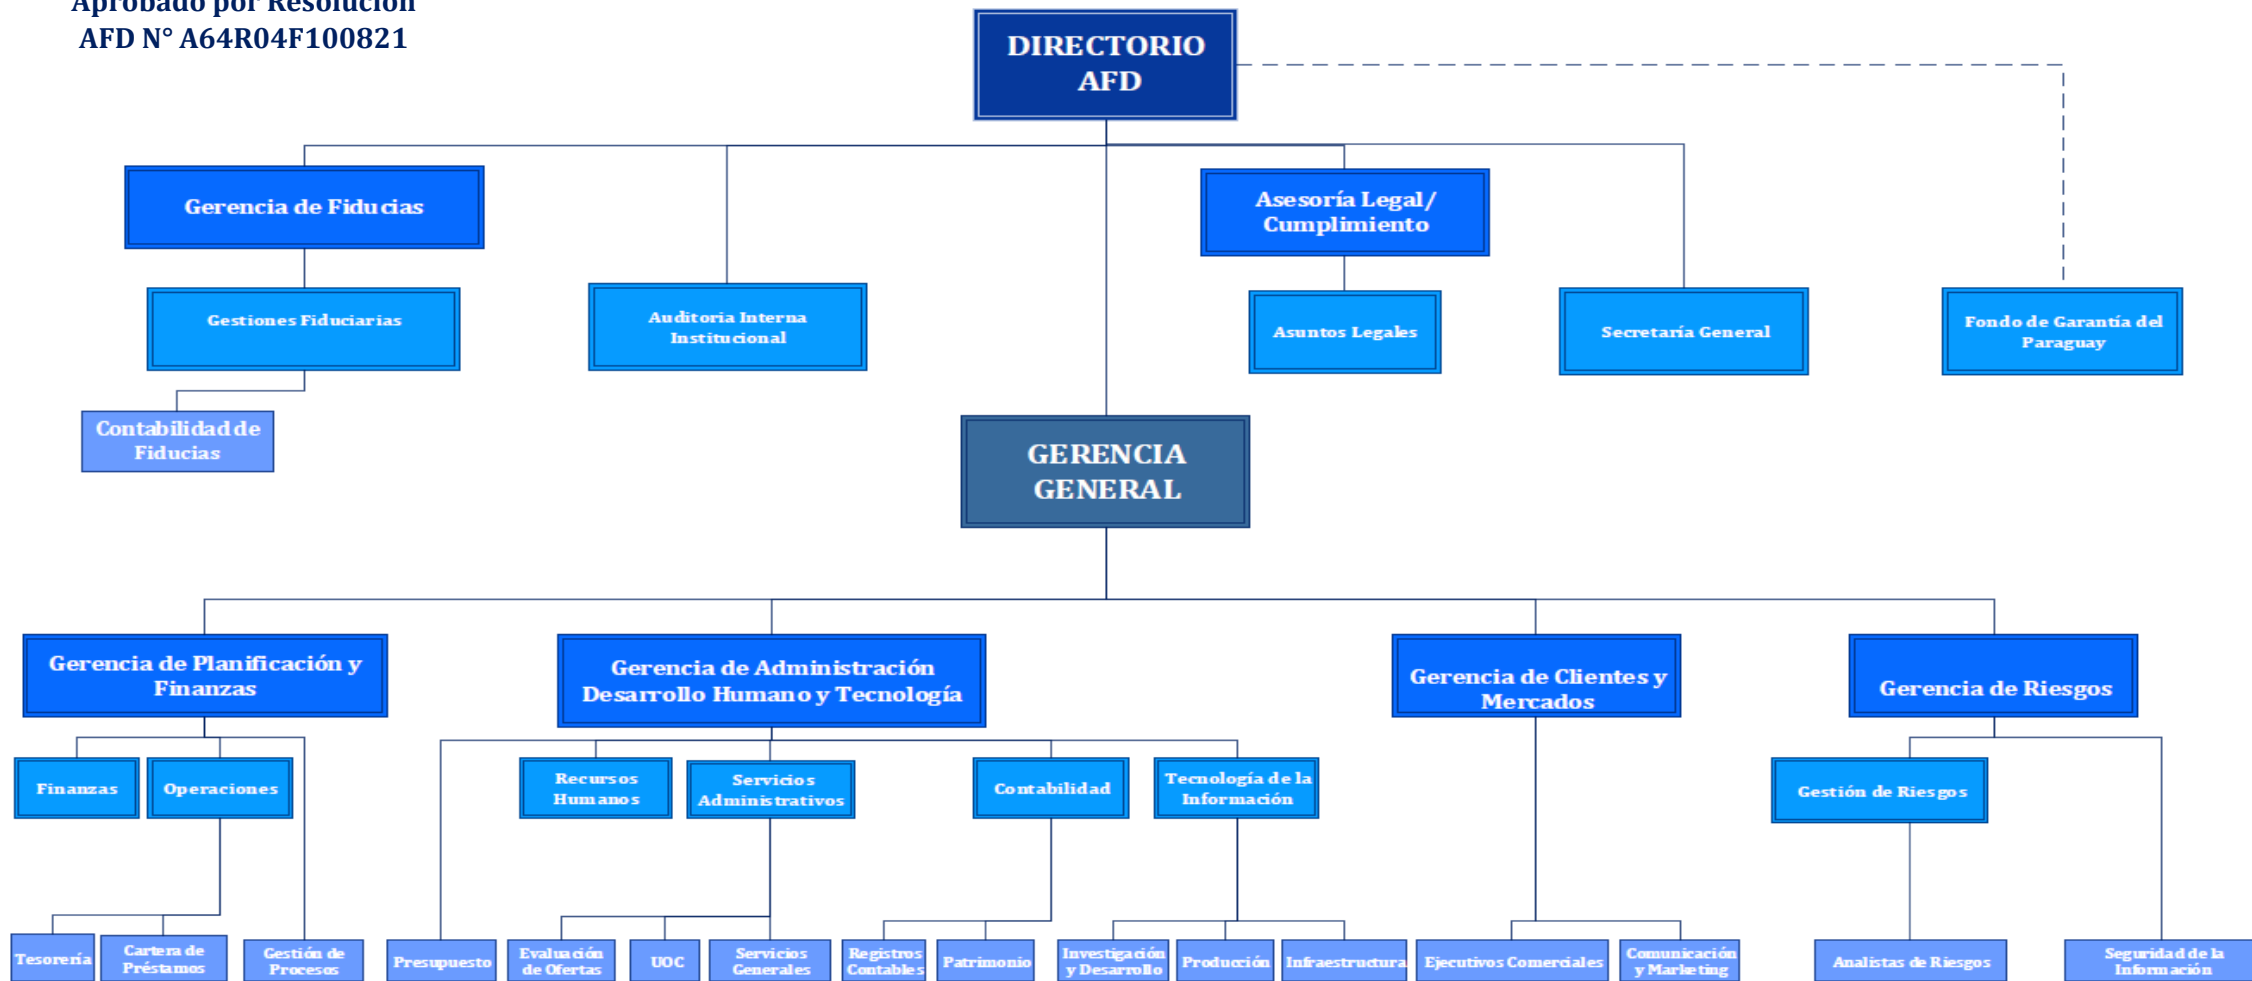 Aprobado por Resolución
AFD N° A64R04F100821
DIRECTORIO
AFD
Gerencia de Fiducias
Asesoría Legal/
Cumplimiento
Gestiones Fiduciarias
Auditoria Interna
Institucional
Asuntos Legales
Secretaría General
Fondo de Garantía del
Paraguay
Contabilidad de
Fiducias
GERENCIA
GENERAL
Gerencia de Planificación y
Finanzas
Gerencia de Administración
Desarrollo Humano y Tecnología
Gerencia de Clientes y
Mercados
Gerencia de Riesgos
Finanzas
Operaciones
Recursos
Humanos
Servicios
Administrativos
Contabilidad
Tecnología de la
Información
Gestión de Riesgos
Tesorería
Cartera de
Préstamos
Gestión de
Procesos
Presupuesto
Evaluación
de Ofertas
UOC
Servicios
Generales
Registros
Contables
Patrimonio
Investigación
y Desarrollo
Producción
Infraestructura
Ejecutivos Comerciales
Comunicación
y Marketing
Analistas de Riesgos
Seguridad de la
Información